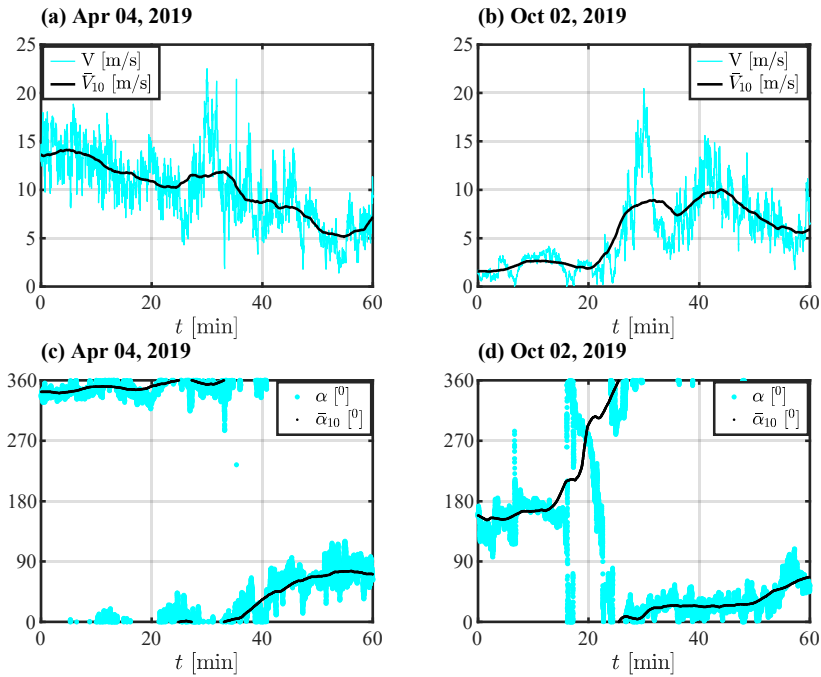 (a) Apr 04, 2019
25
20
15
10
5
0
V [m/s]
V̄₁₀ [m/s]
0 20 40 60
t [min]
(b) Oct 02, 2019
25
20
15
10
5
0
V [m/s]
V̄₁₀ [m/s]
0 20 40 60
t [min]
(c) Apr 04, 2019
360
270
180
90
0
α [⁰]
ᾱ₁₀ [⁰]
0 20 40 60
t [min]
(d) Oct 02, 2019
360
270
180
90
0
α [⁰]
ᾱ₁₀ [⁰]
0 20 40 60
t [min]